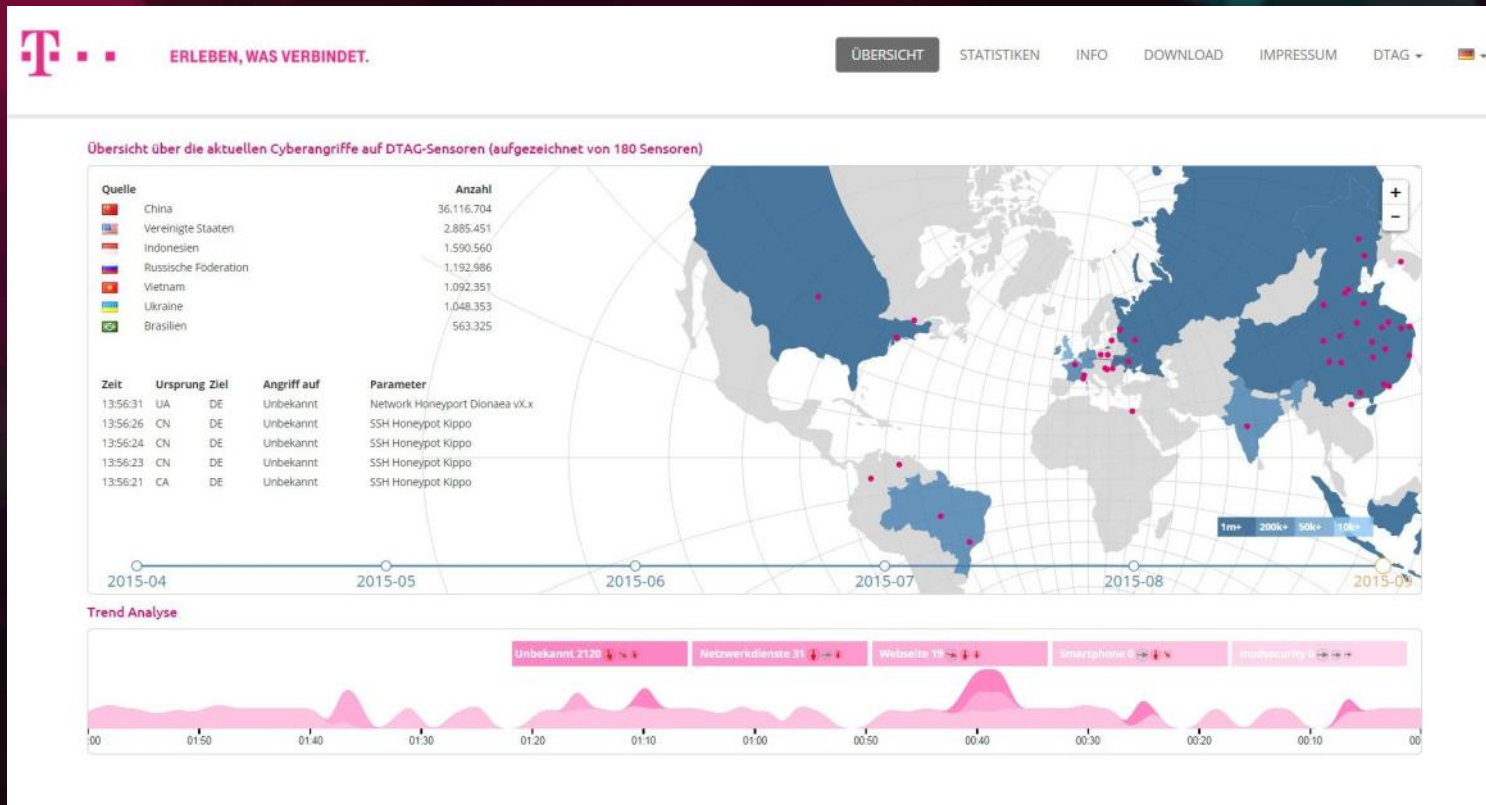 T
ERLEBEN, WAS VERBINDET.
ÜBERSICHT STATISTIKEN INFO DOWNLOAD IMPRESSUM DTAG
Übersicht über die aktuellen Cyberangriffe auf DTAG-Sensoren (aufgezeichnet von 180 Sensoren)
Quelle Anzahl
China 36.116.704
Vereinigte Staaten 2.885.451
Indonesien 1.590.560
Russische Föderation 1.192.986
Vietnam 1.092.351
Ukraine 1.048.353
Brasilien 563.325
+
−
Zeit Ursprung Ziel Angriff auf Parameter
13:56:31 UA DE Unbekannt Network Honeyport Dionaea vX.x
13:56:26 CN DE Unbekannt SSH Honeypot Kippo
13:56:24 CN DE Unbekannt SSH Honeypot Kippo
13:56:23 CN DE Unbekannt SSH Honeypot Kippo
13:56:21 CA DE Unbekannt SSH Honeypot Kippo
1m+ 200k+ 50k+ 10k+
2015-04 2015-05 2015-06 2015-07 2015-08 2015-09
Trend Analyse
Unbekannt 2120 Netzwerkdienste 31 Webseite 19 Smartphone 0 modsecurity 0
:00 01:50 01:40 01:30 01:20 01:10 01:00 00:50 00:40 00:30 00:20 00:10 00